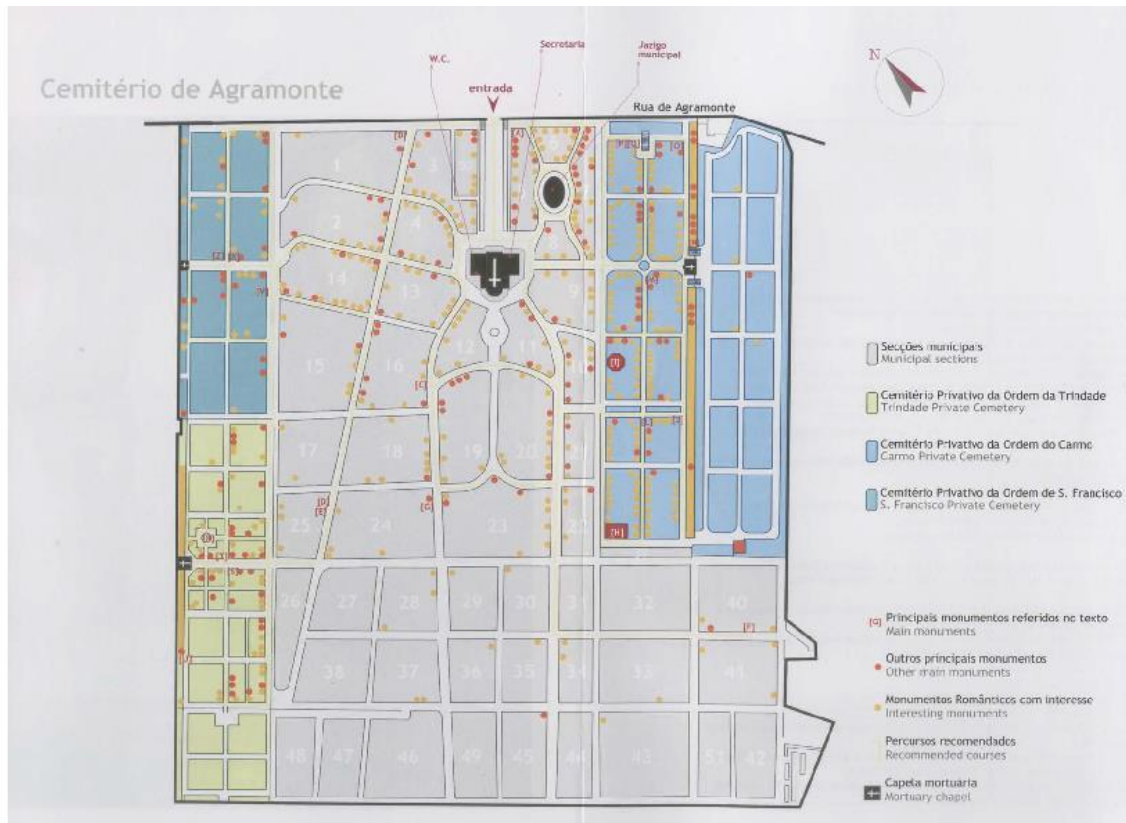 Cemitério de Agramonte
W.C.
Secretaria
Jazigo
municipal
entrada
Rua de Agramonte
N
[D]
[A]
[O]
1
3
6
2
4
8
14
13
9
[C]
12
11
10
15
16
[I]
17
18
19
20
21
[D]
[E]
[G]
25
24
23
22
[H]
26
27
28
29
30
31
32
40
[F]
38
37
36
35
34
33
41
48
47
46
49
45
44
43
51
42
Secções municipais
Municipal sections
Cemitério Privativo da Ordem da Trindade
Trindade Private Cemetery
Cemitério Privativo da Ordem do Carmo
Carmo Private Cemetery
Cemitério Privativo da Ordem de S. Francisco
S. Francisco Private Cemetery
[G] Principais monumentos referidos no texto
Main monuments
Outros principais monumentos
Other main monuments
Monumentos Românticos com interesse
Interesting monuments
Percursos recomendados
Recommended courses
Capela mortuária
Mortuary chapel